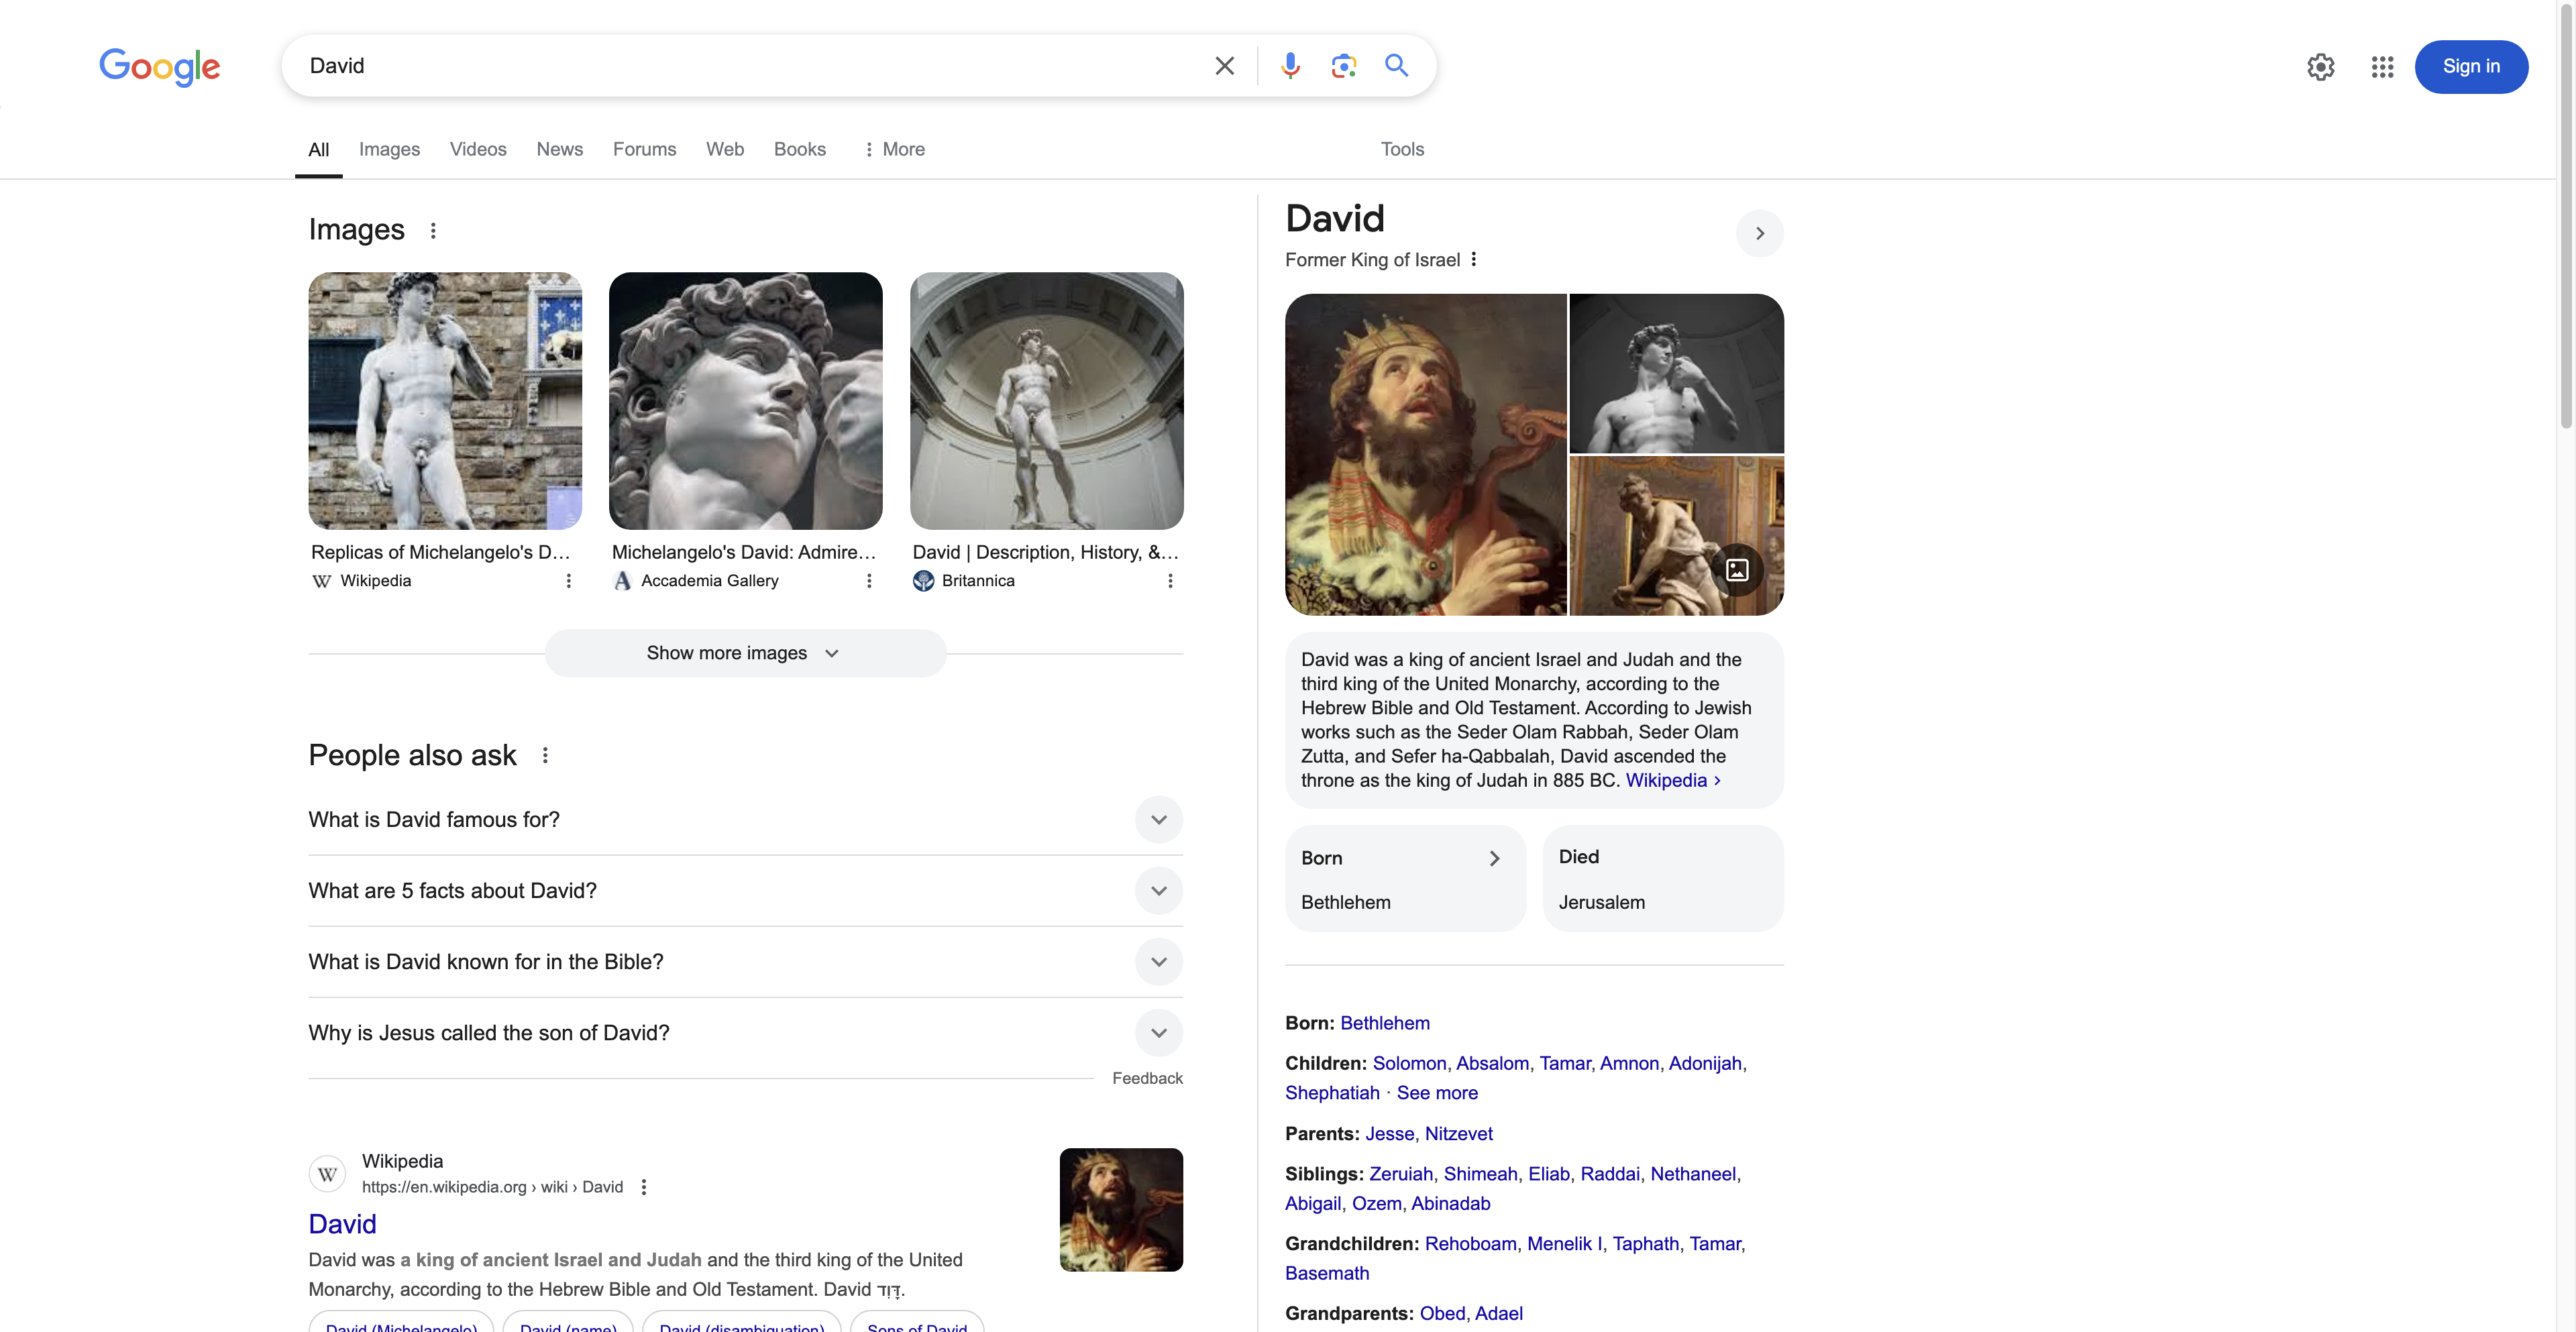 Google
David
Sign in
All
Images
Videos
News
Forums
Web
Books
More
Tools
Images
Replicas of Michelangelo's D...
Wikipedia
Michelangelo's David: Admire...
Accademia Gallery
David | Description, History, &...
Britannica
Show more images
People also ask
What is David famous for?
What are 5 facts about David?
What is David known for in the Bible?
Why is Jesus called the son of David?
Feedback
Wikipedia
https://en.wikipedia.org › wiki › David
David
David was a king of ancient Israel and Judah and the third king of the United
Monarchy, according to the Hebrew Bible and Old Testament. David דָּוִד.
David (Michelangelo)
David (name)
David (disambiguation)
Sons of David
David
Former King of Israel
David was a king of ancient Israel and Judah and the
third king of the United Monarchy, according to the
Hebrew Bible and Old Testament. According to Jewish
works such as the Seder Olam Rabbah, Seder Olam
Zutta, and Sefer ha-Qabbalah, David ascended the
throne as the king of Judah in 885 BC. Wikipedia ›
Born
Bethlehem
Died
Jerusalem
Born: Bethlehem
Children: Solomon, Absalom, Tamar, Amnon, Adonijah,
Shephatiah · See more
Parents: Jesse, Nitzevet
Siblings: Zeruiah, Shimeah, Eliab, Raddai, Nethaneel,
Abigail, Ozem, Abinadab
Grandchildren: Rehoboam, Menelik I, Taphath, Tamar,
Basemath
Grandparents: Obed, Adael